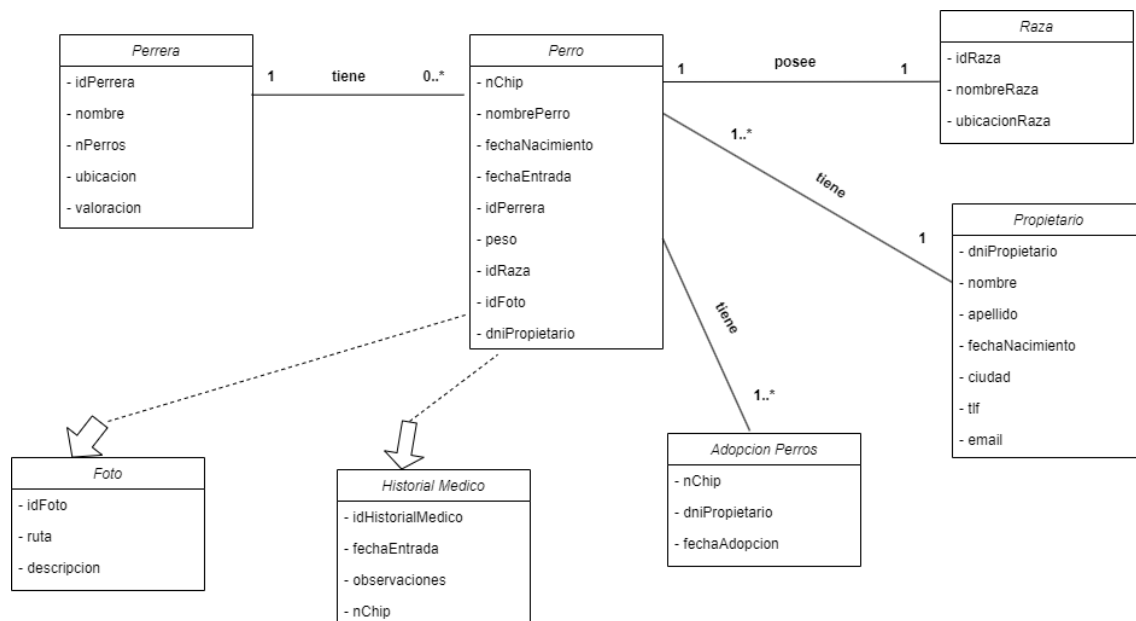 Perrera
- idPerrera
- nombre
- nPerros
- ubicacion
- valoracion
1 tiene 0..*
Perro
- nChip
- nombrePerro
- fechaNacimiento
- fechaEntrada
- idPerrera
- peso
- idRaza
- idFoto
- dniPropietario
1 posee 1
Raza
- idRaza
- nombreRaza
- ubicacionRaza
1..*
tiene
1
Propietario
- dniPropietario
- nombre
- apellido
- fechaNacimiento
- ciudad
- tlf
- email
tiene
1..*
Foto
- idFoto
- ruta
- descripcion
Historial Medico
- idHistorialMedico
- fechaEntrada
- observaciones
- nChip
Adopcion Perros
- nChip
- dniPropietario
- fechaAdopcion